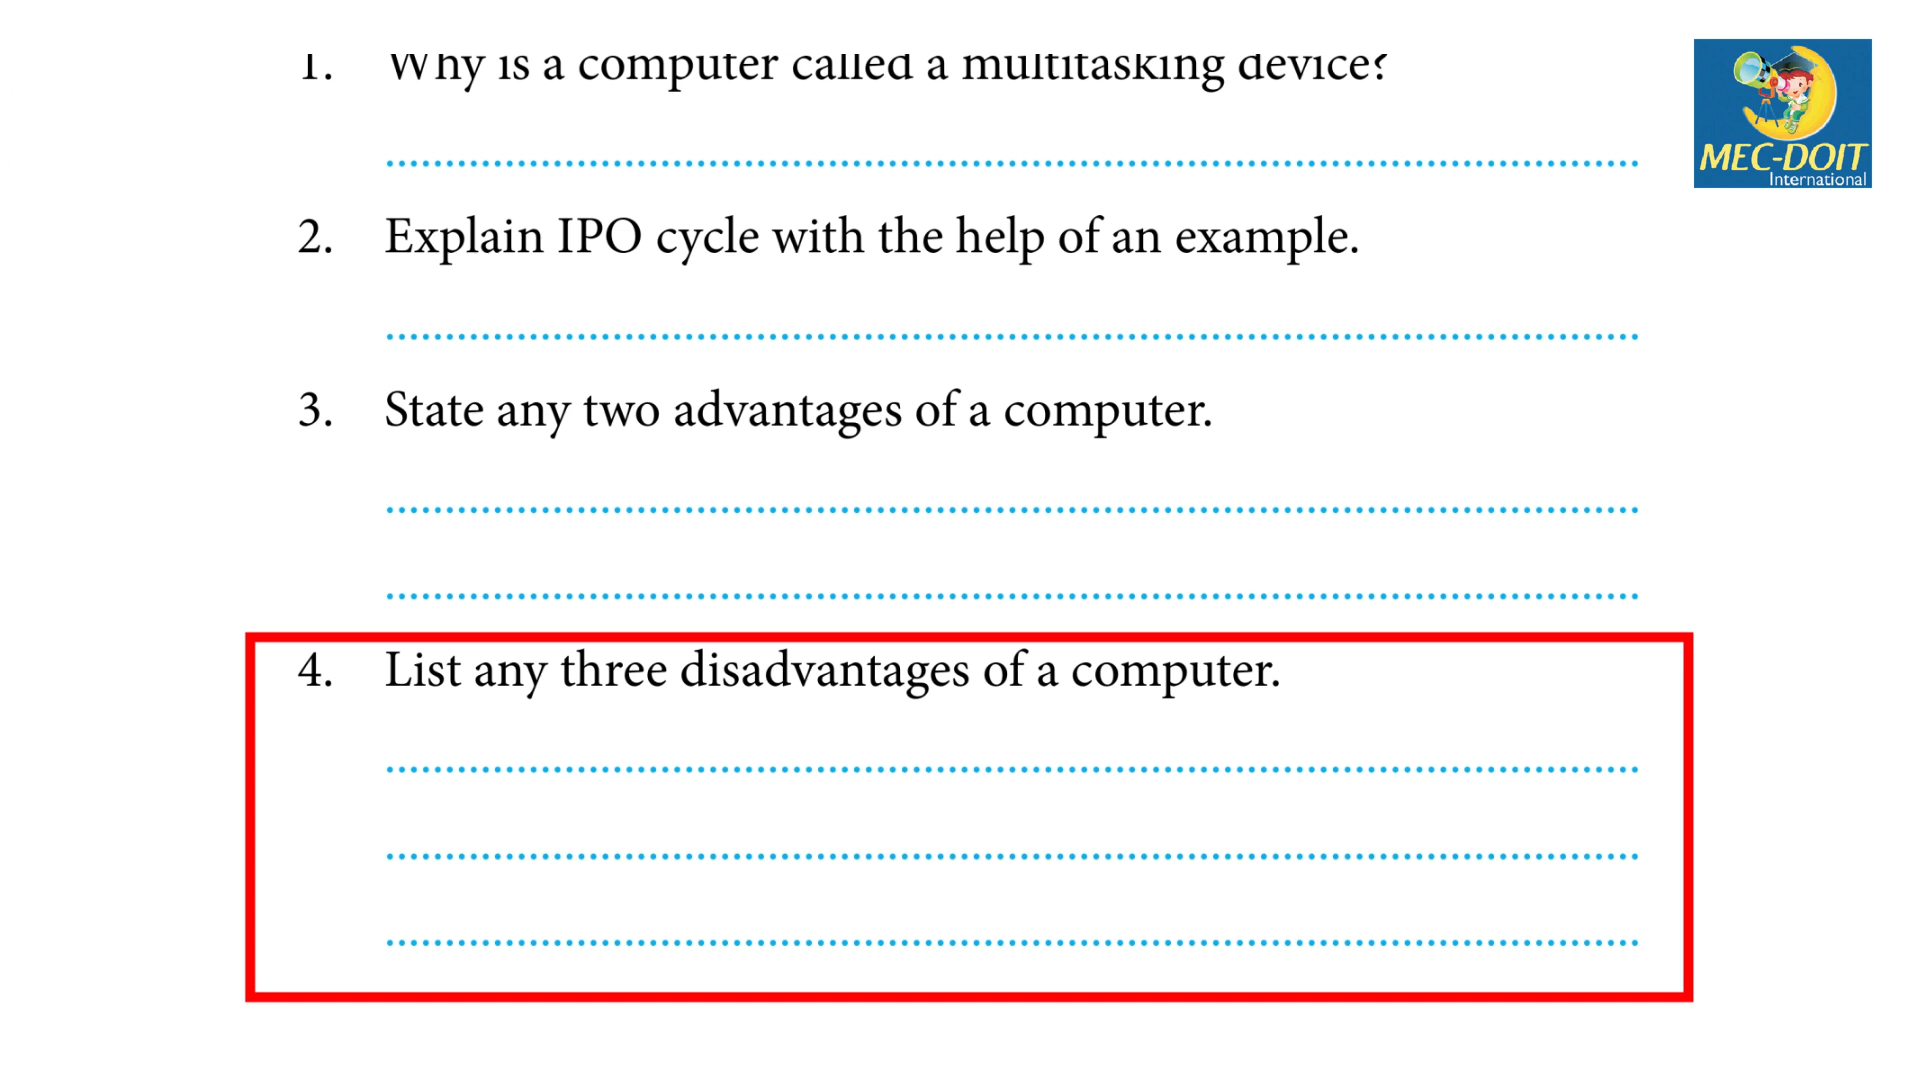 1. Why is a computer called a multitasking device?
2. Explain IPO cycle with the help of an example.
3. State any two advantages of a computer.
4. List any three disadvantages of a computer.
MEC-DOIT
International